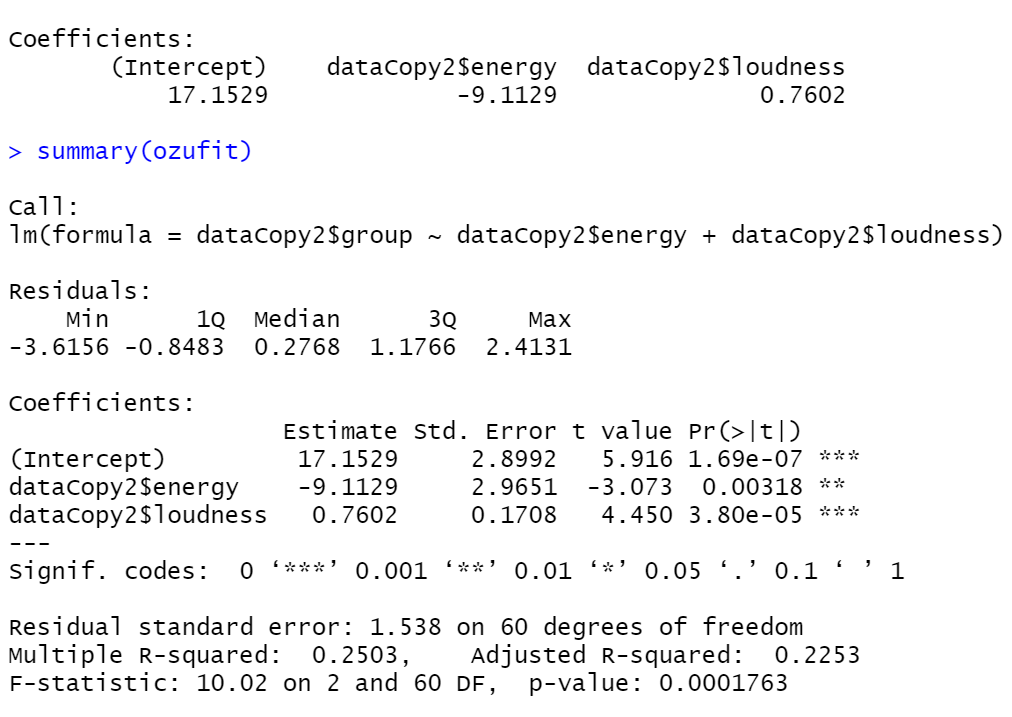 Coefficients:
(Intercept) dataCopy2$energy dataCopy2$loudness
17.1529 -9.1129 0.7602
> summary(ozufit)
Call:
lm(formula = dataCopy2$group ~ dataCopy2$energy + dataCopy2$loudness)
Residuals:
Min 1Q Median 3Q Max
-3.6156 -0.8483 0.2768 1.1766 2.4131
Coefficients:
Estimate Std. Error t value Pr(>|t|)
(Intercept) 17.1529 2.8992 5.916 1.69e-07 ***
dataCopy2$energy -9.1129 2.9651 -3.073 0.00318 **
dataCopy2$loudness 0.7602 0.1708 4.450 3.80e-05 ***
---
Signif. codes: 0 ‘***’ 0.001 ‘**’ 0.01 ‘*’ 0.05 ‘.’ 0.1 ‘ ’ 1
Residual standard error: 1.538 on 60 degrees of freedom
Multiple R-squared: 0.2503, Adjusted R-squared: 0.2253
F-statistic: 10.02 on 2 and 60 DF, p-value: 0.0001763